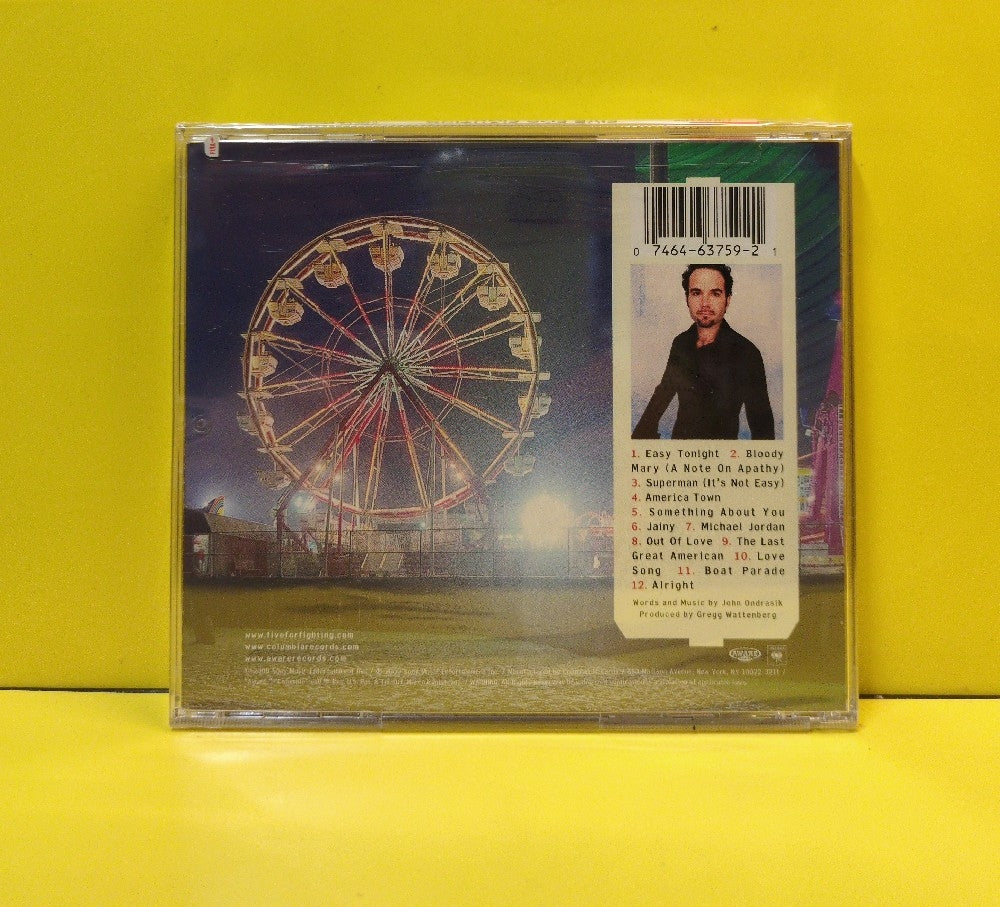 0 7464-63759-2 1
1. Easy Tonight 2. Bloody
Mary (A Note On Apathy)
3. Superman (It's Not Easy)
4. America Town
5. Something About You
6. Jainy 7. Michael Jordan
8. Out Of Love 9. The Last
Great American 10. Love
Song 11. Boat Parade
12. Alright
Words and Music by John Ondrasik
Produced by Gregg Wattenberg
AWARE
www.fiveforfighting.com
www.columbiarecords.com
www.awarerecords.com